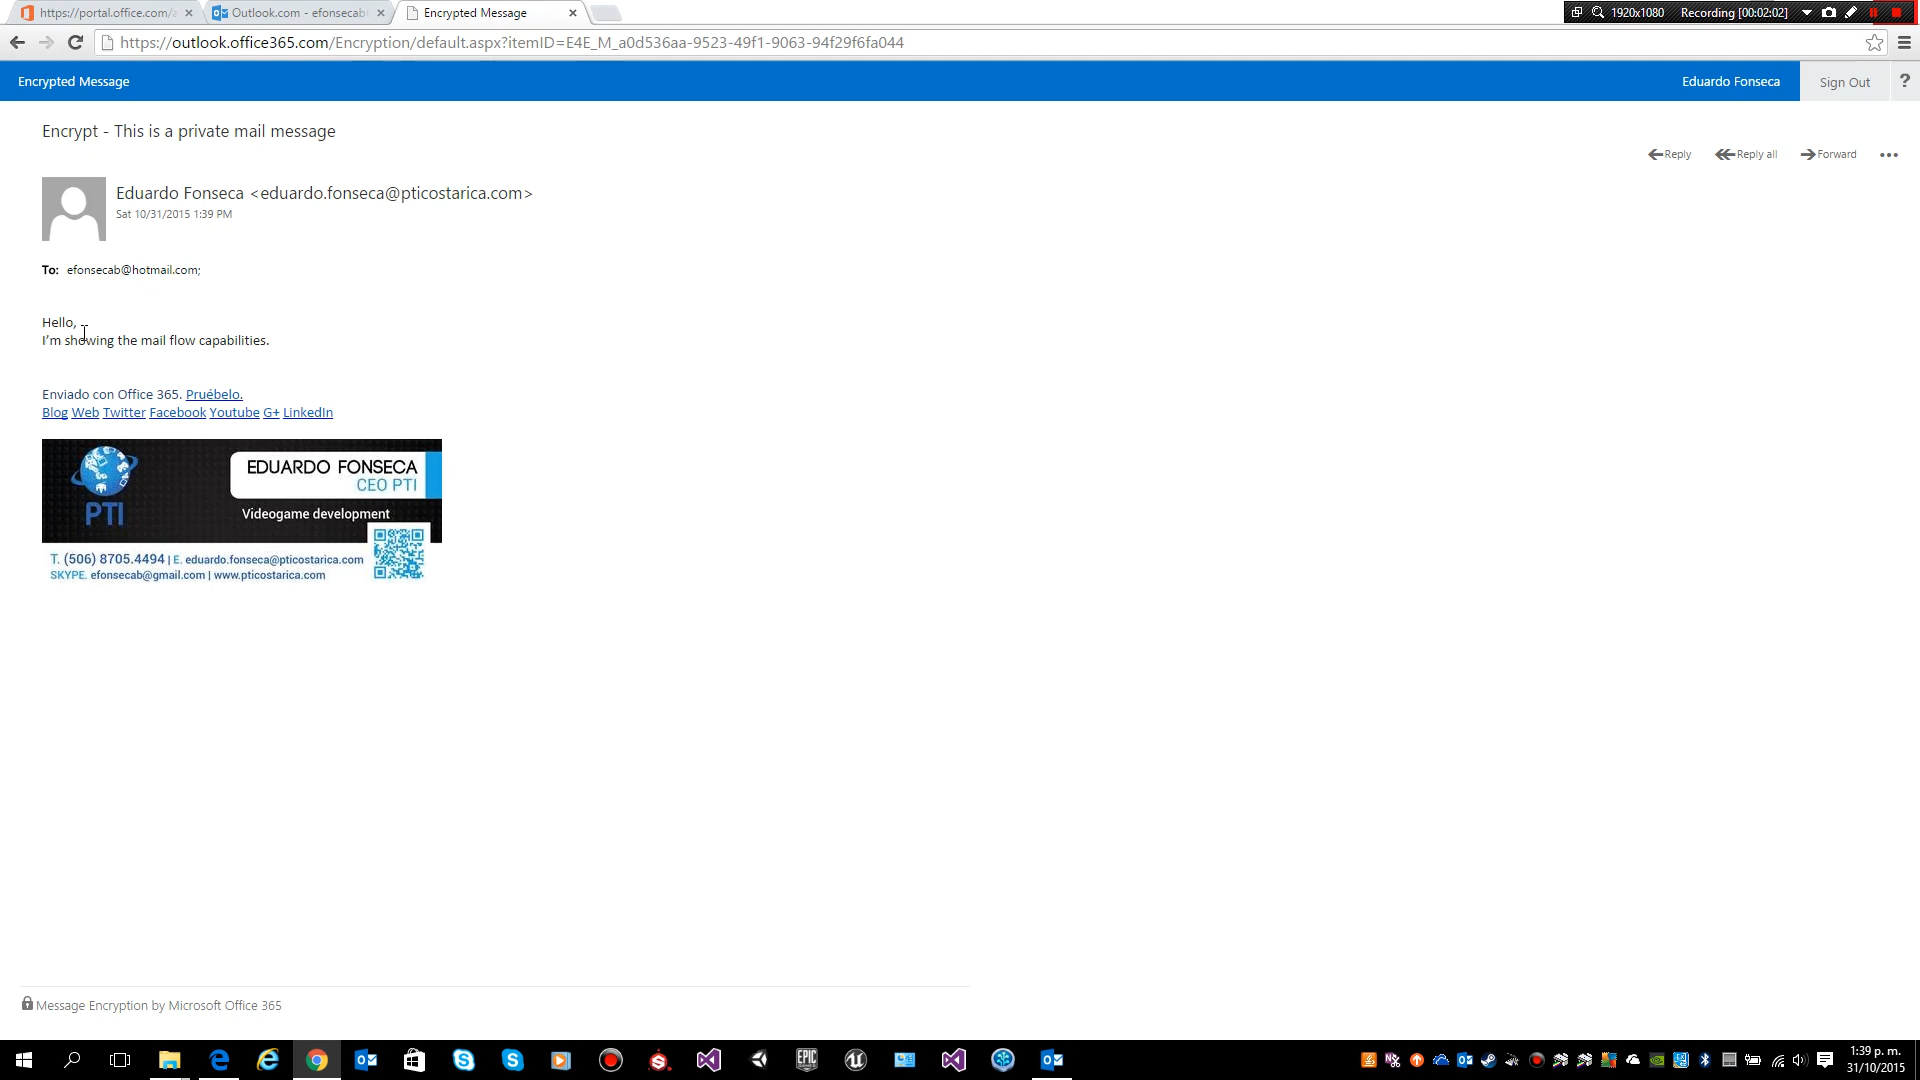 https://portal.office.com/a
Outlook.com - efonsecab
Encrypted Message
1920x1080
Recording [00:02:02]
https://outlook.office365.com/Encryption/default.aspx?itemID=E4E_M_a0d536aa-9523-49f1-9063-94f29f6fa044
Encrypted Message
Eduardo Fonseca
Sign Out
?
Encrypt - This is a private mail message
Reply
Reply all
Forward
Eduardo Fonseca <eduardo.fonseca@pticostarica.com>
Sat 10/31/2015 1:39 PM
To: efonsecab@hotmail.com;
Hello,
I'm showing the mail flow capabilities.
Enviado con Office 365. Pruébelo.
Blog Web Twitter Facebook Youtube G+ LinkedIn
EDUARDO FONSECA
CEO PTI
PTI
Videogame development
T. (506) 8705.4494 | E. eduardo.fonseca@pticostarica.com
SKYPE. efonsecab@gmail.com | www.pticostarica.com
Message Encryption by Microsoft Office 365
EPIC
1:39 p. m.
31/10/2015